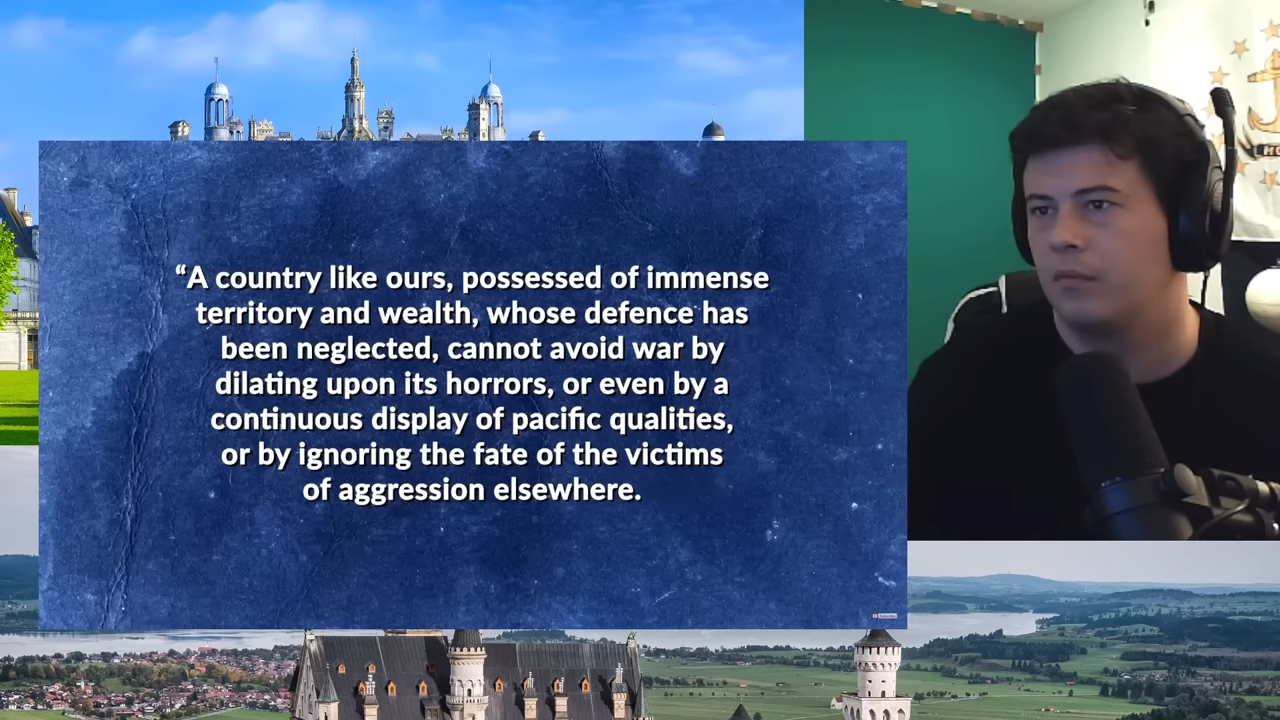 “A country like ours, possessed of immense
territory and wealth, whose defence has
been neglected, cannot avoid war by
dilating upon its horrors, or even by a
continuous display of pacific qualities,
or by ignoring the fate of the victims
of aggression elsewhere.